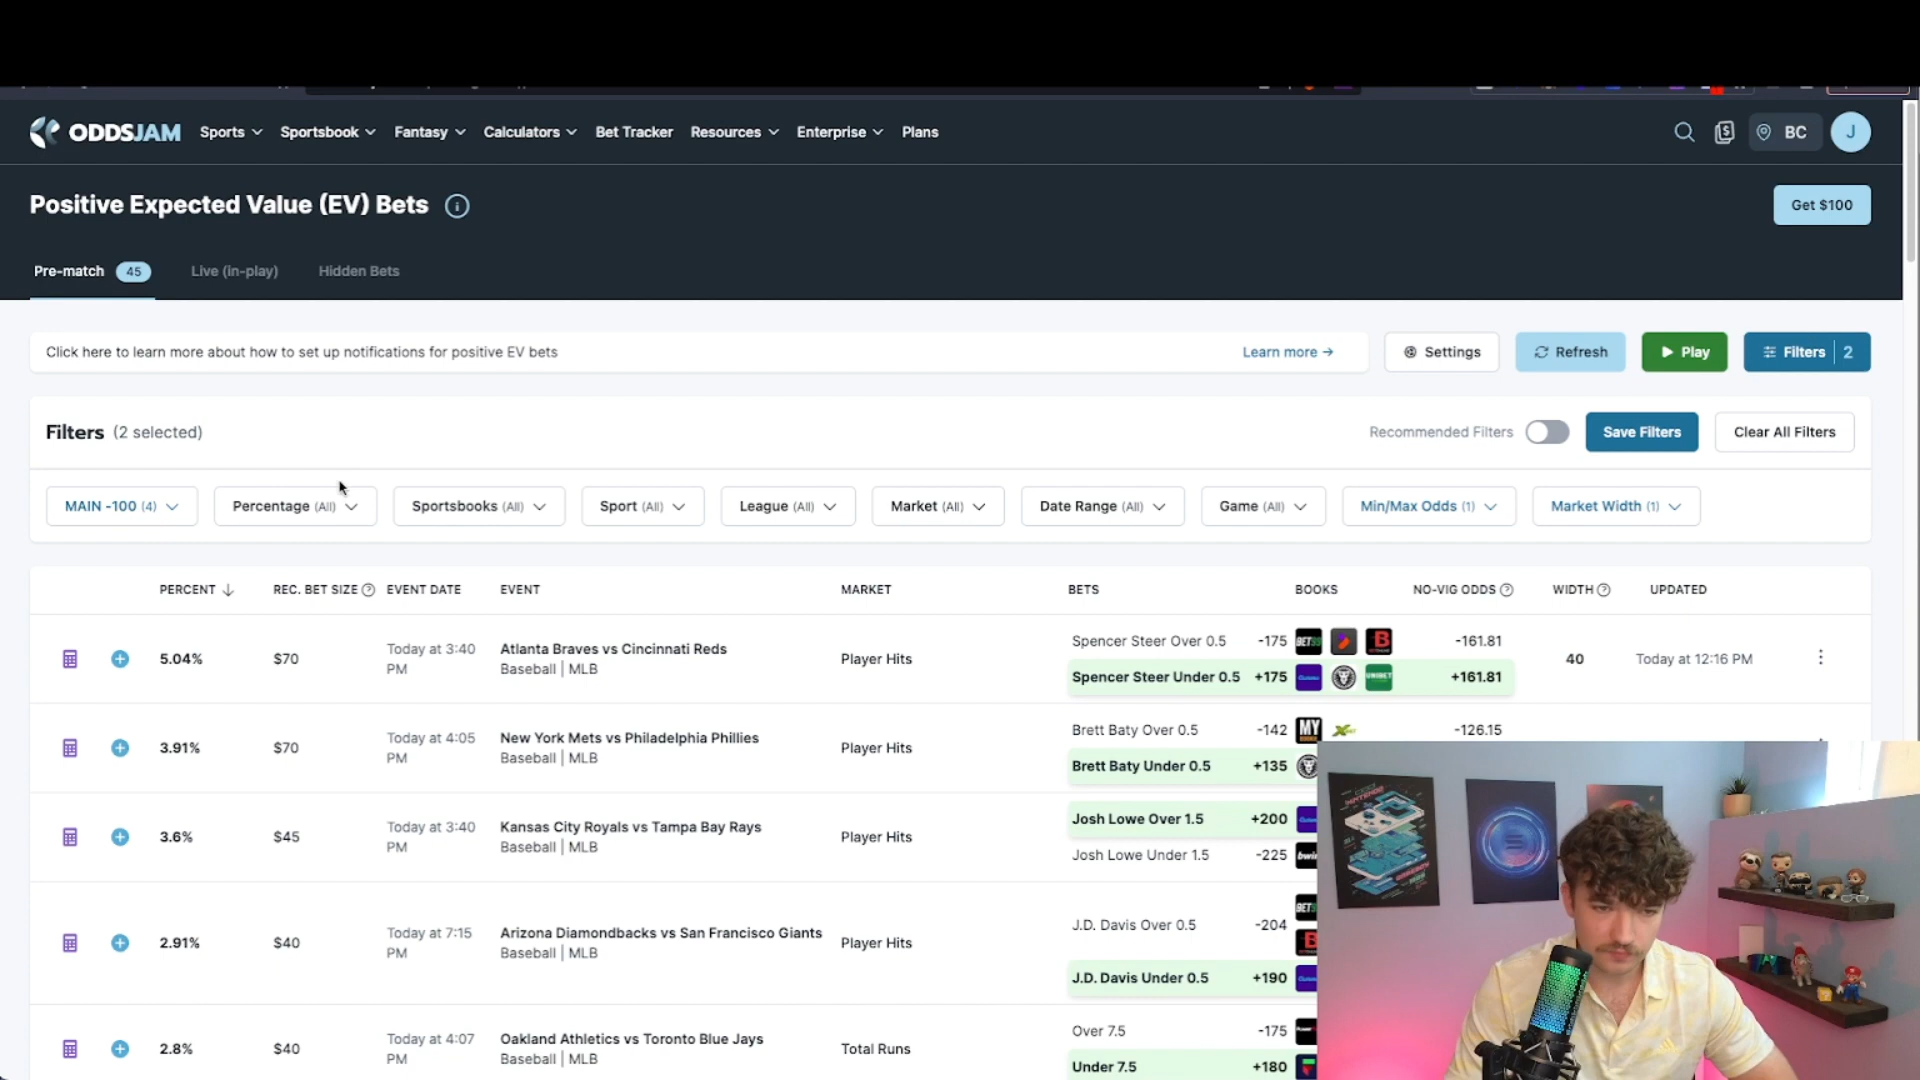 ODDSJAM Sports Sportsbook Fantasy Calculators Bet Tracker Resources Enterprise Plans BC J
Positive Expected Value (EV) Bets Get $100
Pre-match 45 Live (in-play) Hidden Bets
Click here to learn more about how to set up notifications for positive EV bets Learn more → Settings Refresh Play Filters 2
Filters (2 selected) Recommended Filters Save Filters Clear All Filters
MAIN -100 (4) Percentage (All) Sportsbooks (All) Sport (All) League (All) Market (All) Date Range (All) Game (All) Min/Max Odds (1) Market Width (1)
PERCENT ↓ REC. BET SIZE EVENT DATE EVENT MARKET BETS BOOKS NO-VIG ODDS WIDTH UPDATED
5.04% $70 Today at 3:40 PM Atlanta Braves vs Cincinnati Reds Player Hits Spencer Steer Over 0.5 -175 BET99 B -161.81 40 Today at 12:16 PM
Baseball | MLB Spencer Steer Under 0.5 +175 UNIBET +161.81
3.91% $70 Today at 4:05 PM New York Mets vs Philadelphia Phillies Player Hits Brett Baty Over 0.5 -142 MY -126.15
Baseball | MLB Brett Baty Under 0.5 +135
3.6% $45 Today at 3:40 PM Kansas City Royals vs Tampa Bay Rays Player Hits Josh Lowe Over 1.5 +200
Baseball | MLB Josh Lowe Under 1.5 -225
2.91% $40 Today at 7:15 PM Arizona Diamondbacks vs San Francisco Giants Player Hits J.D. Davis Over 0.5 -204
Baseball | MLB J.D. Davis Under 0.5 +190
2.8% $40 Today at 4:07 PM Oakland Athletics vs Toronto Blue Jays Total Runs Over 7.5 -175
Baseball | MLB Under 7.5 +180